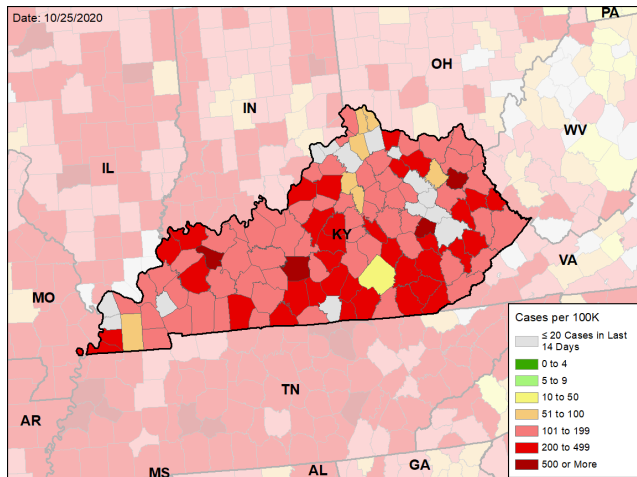 Date: 10/25/2020
PA
OH
IN
WV
IL
KY
VA
MO
TN
AR
MS
AL
GA
Cases per 100K
≤ 20 Cases in Last
14 Days
0 to 4
5 to 9
10 to 50
51 to 100
101 to 199
200 to 499
500 or More